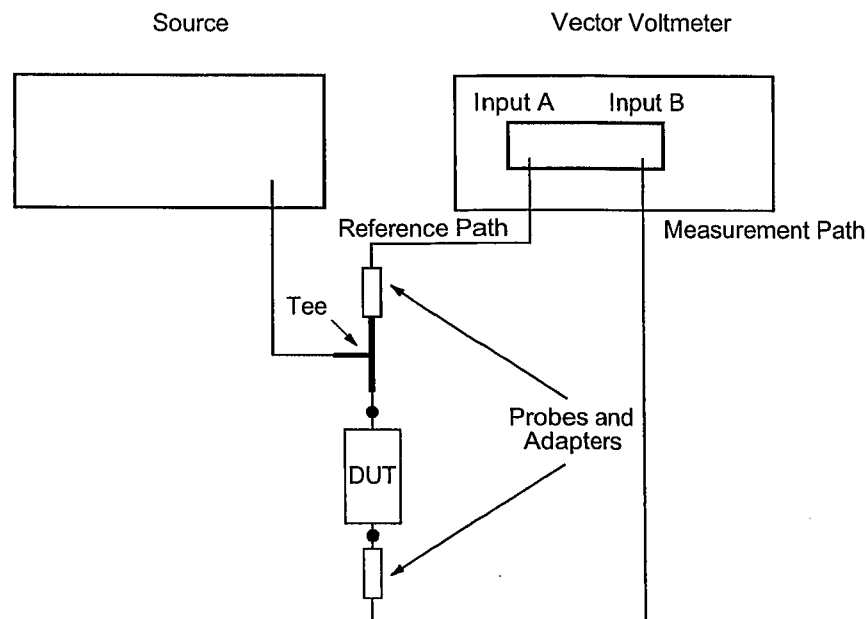 Source
Vector Voltmeter
Input A
Input B
Reference Path
Measurement Path
Tee
Probes and
Adapters
DUT